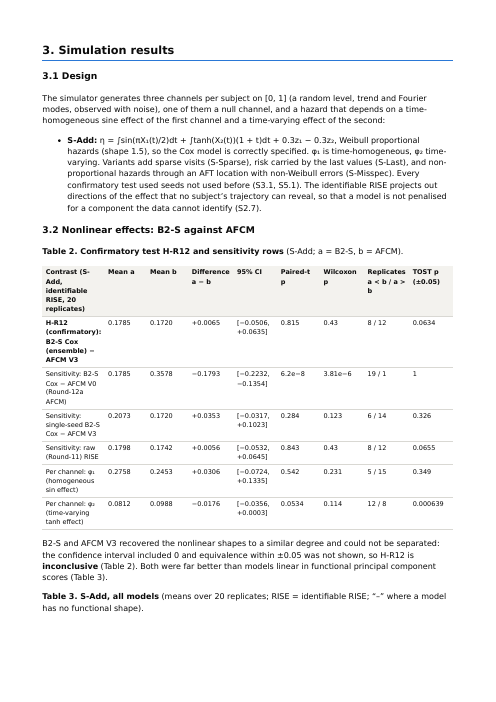 3. Simulation results
3.1 Design
The simulator generates three channels per subject on [0, 1] (a random level, trend and Fourier
modes, observed with noise), one of them a null channel, and a hazard that depends on a time-
homogeneous sine effect of the first channel and a time-varying effect of the second:
• S-Add: η = ∫sin(πX₁(t)/2)dt + ∫tanh(X₂(t))(1 + t)dt + 0.3z₁ − 0.3z₂, Weibull proportional
hazards (shape 1.5), so the Cox model is correctly specified. φ₁ is time-homogeneous, φ₂ time-
varying. Variants add sparse visits (S-Sparse), risk carried by the last values (S-Last), and non-
proportional hazards through an AFT location with non-Weibull errors (S-Misspec). Every
confirmatory test used seeds not used before (S3.1, S5.1). The identifiable RISE projects out
directions of the effect that no subject’s trajectory can reveal, so that a model is not penalised
for a component the data cannot identify (S2.7).
3.2 Nonlinear effects: B2-S against AFCM
Table 2. Confirmatory test H-R12 and sensitivity rows (S-Add; a = B2-S, b = AFCM).
Contrast (S- Mean a Mean b Difference 95% CI Paired-t Wilcoxon Replicates TOST p
Add, a − b p p a < b / a > (±0.05)
identifiable b
RISE, 20
replicates)
H-R12 0.1785 0.1720 +0.0065 [−0.0506, 0.815 0.43 8 / 12 0.0634
(confirmatory): +0.0635]
B2-S Cox
(ensemble) −
AFCM V3
Sensitivity: B2-S 0.1785 0.3578 −0.1793 [−0.2232, 6.2e−8 3.81e−6 19 / 1 1
Cox − AFCM V0 −0.1354]
(Round-12a
AFCM)
Sensitivity: 0.2073 0.1720 +0.0353 [−0.0317, 0.284 0.123 6 / 14 0.326
single-seed B2-S +0.1023]
Cox − AFCM V3
Sensitivity: raw 0.1798 0.1742 +0.0056 [−0.0532, 0.843 0.43 8 / 12 0.0655
(Round-11) RISE +0.0645]
Per channel: φ₁ 0.2758 0.2453 +0.0306 [−0.0724, 0.542 0.231 5 / 15 0.349
(homogeneous +0.1335]
sin effect)
Per channel: φ₂ 0.0812 0.0988 −0.0176 [−0.0356, 0.0534 0.114 12 / 8 0.000639
(time-varying +0.0003]
tanh effect)
B2-S and AFCM V3 recovered the nonlinear shapes to a similar degree and could not be separated:
the confidence interval included 0 and equivalence within ±0.05 was not shown, so H-R12 is
inconclusive (Table 2). Both were far better than models linear in functional principal component
scores (Table 3).
Table 3. S-Add, all models (means over 20 replicates; RISE = identifiable RISE; “–” where a model
has no functional shape).